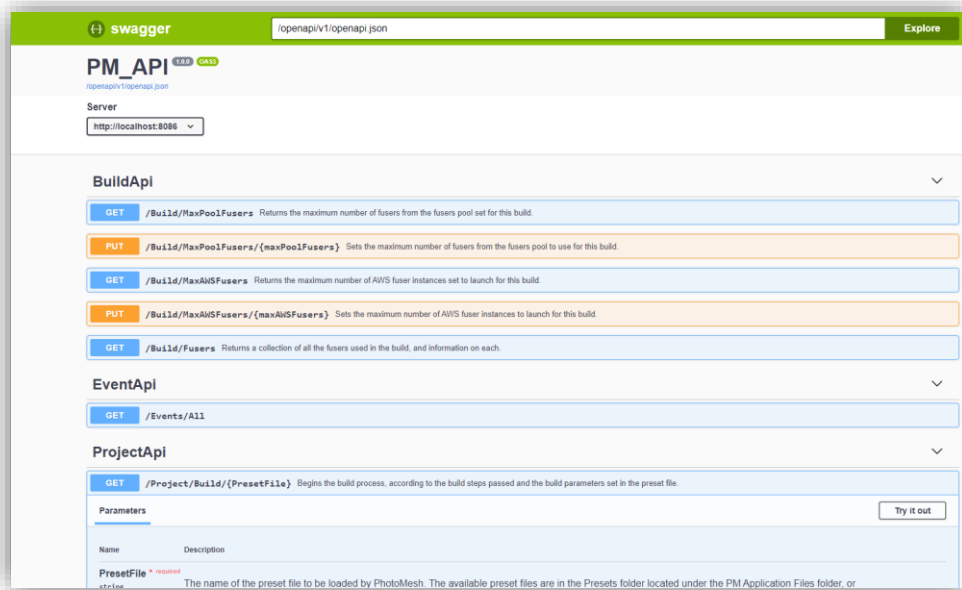 swagger
/openapi/v1/openapi.json
Explore
PM_API 1.0.0 OAS3
/openapi/v1/openapi.json
Server
http://localhost:8086
BuildApi
GET /Build/MaxPoolFusers Returns the maximum number of fusers from the fusers pool set for this build.
PUT /Build/MaxPoolFusers/{maxPoolFusers} Sets the maximum number of fusers from the fusers pool to use for this build.
GET /Build/MaxAWSFusers Returns the maximum number of AWS fuser instances set to launch for this build.
PUT /Build/MaxAWSFusers/{maxAWSFusers} Sets the maximum number of AWS fuser instances to launch for this build.
GET /Build/Fusers Returns a collection of all the fusers used in the build, and information on each.
EventApi
GET /Events/All
ProjectApi
GET /Project/Build/{PresetFile} Begins the build process, according to the build steps passed and the build parameters set in the preset file.
Parameters
Try it out
Name Description
PresetFile * required
string
The name of the preset file to be loaded by PhotoMesh. The available preset files are in the Presets folder located under the PM Application Files folder, or